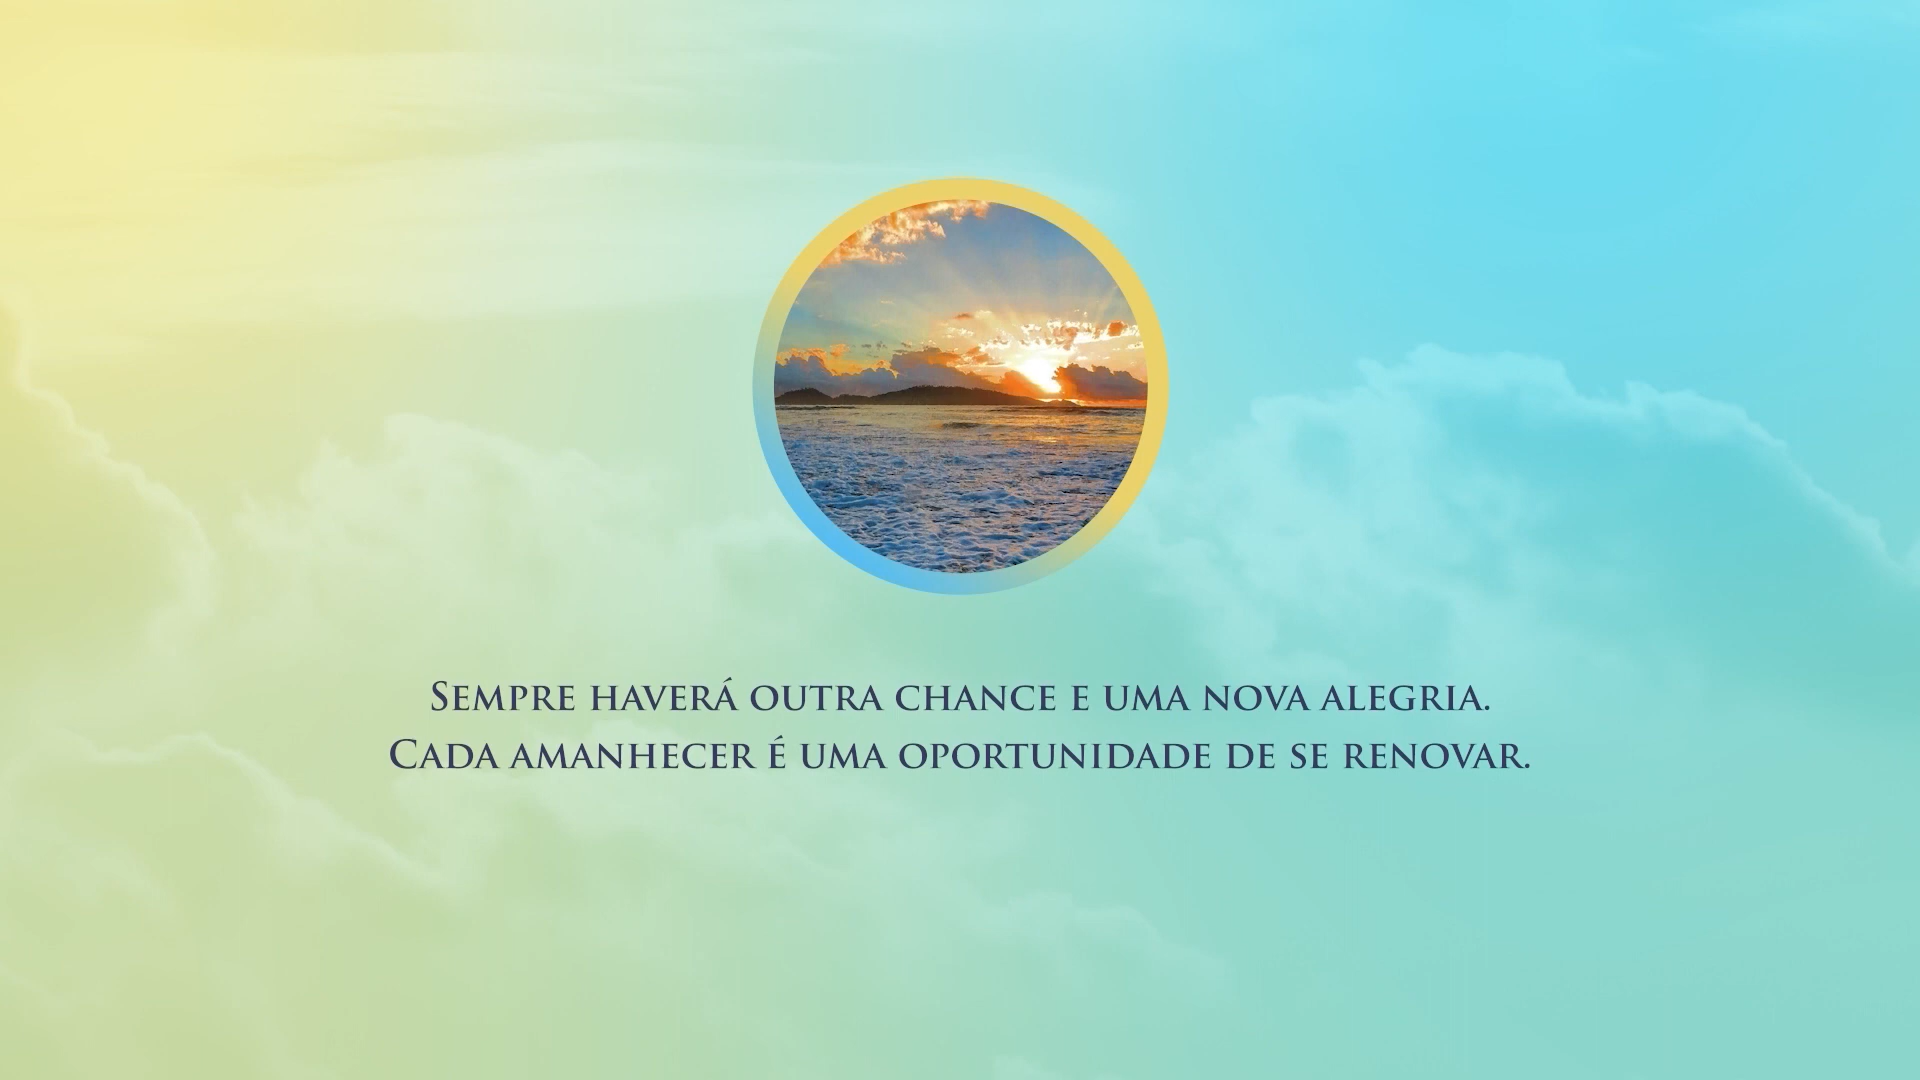 Sempre haverá outra chance e uma nova alegria.
Cada amanhecer é uma oportunidade de se renovar.